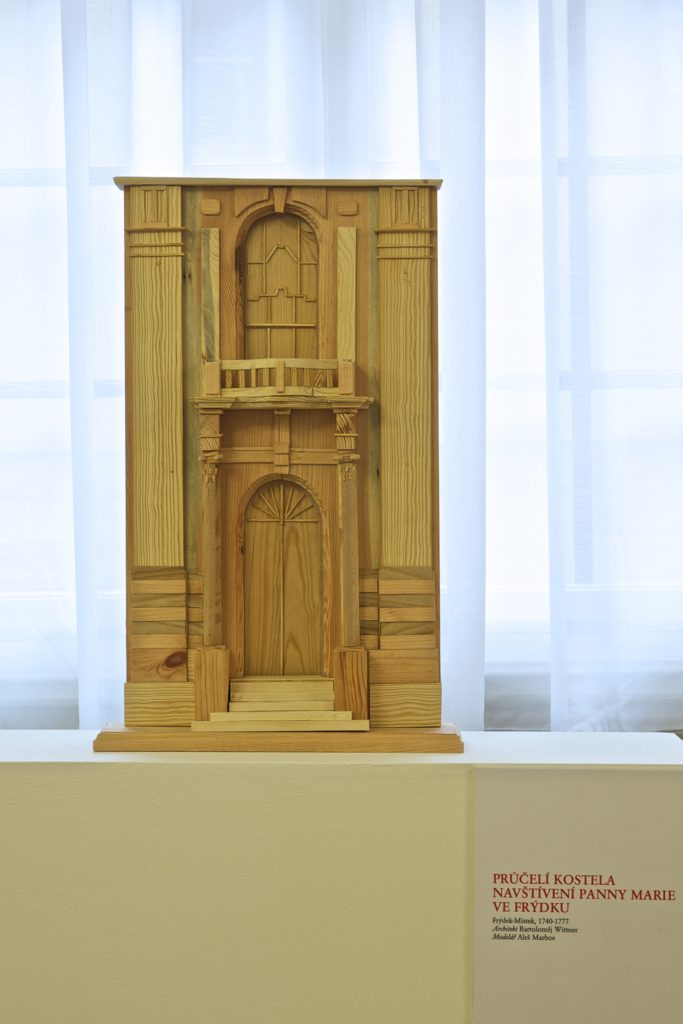 PRŮČELÍ KOSTELA
NAVŠTÍVENÍ PANNY MARIE
VE FRÝDKU
Frýdek-Místek, 1740-1777
Architekt Bartoloměj Wittner
Modelář Aleš Marboe